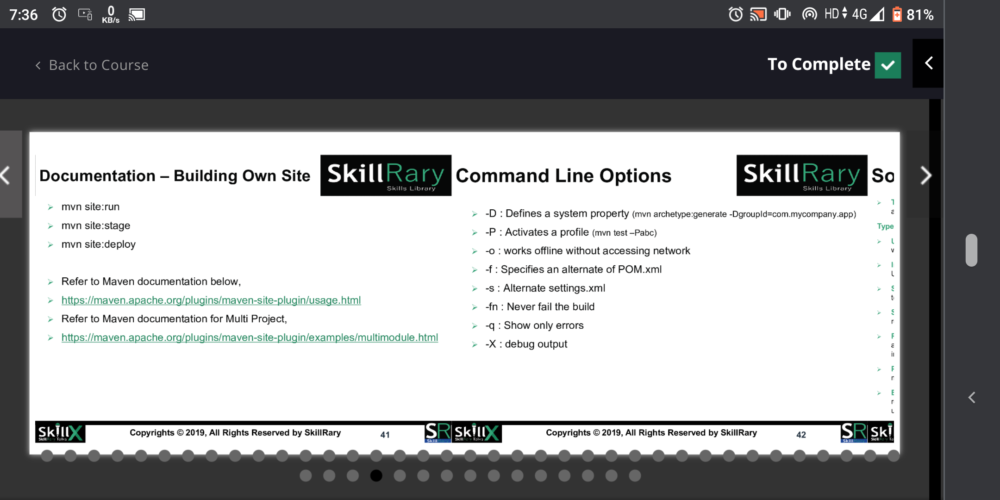 7:36
0
KB/s
HD 4G 81%
Back to Course
To Complete
Documentation – Building Own Site
SkillRary
Skills Library
mvn site:run
mvn site:stage
mvn site:deploy
Refer to Maven documentation below,
https://maven.apache.org/plugins/maven-site-plugin/usage.html
Refer to Maven documentation for Multi Project,
https://maven.apache.org/plugins/maven-site-plugin/examples/multimodule.html
SkillX
SkillRary Talks
Copyrights © 2019, All Rights Reserved by SkillRary
41
SR
SkillRary
Command Line Options
SkillRary
Skills Library
-D : Defines a system property (mvn archetype:generate -DgroupId=com.mycompany.app)
-P : Activates a profile (mvn test –Pabc)
-o : works offline without accessing network
-f : Specifies an alternate of POM.xml
-s : Alternate settings.xml
-fn : Never fail the build
-q : Show only errors
-X : debug output
SkillX
SkillRary Talks
Copyrights © 2019, All Rights Reserved by SkillRary
42
SR
SkillRary
So
Type
Ski